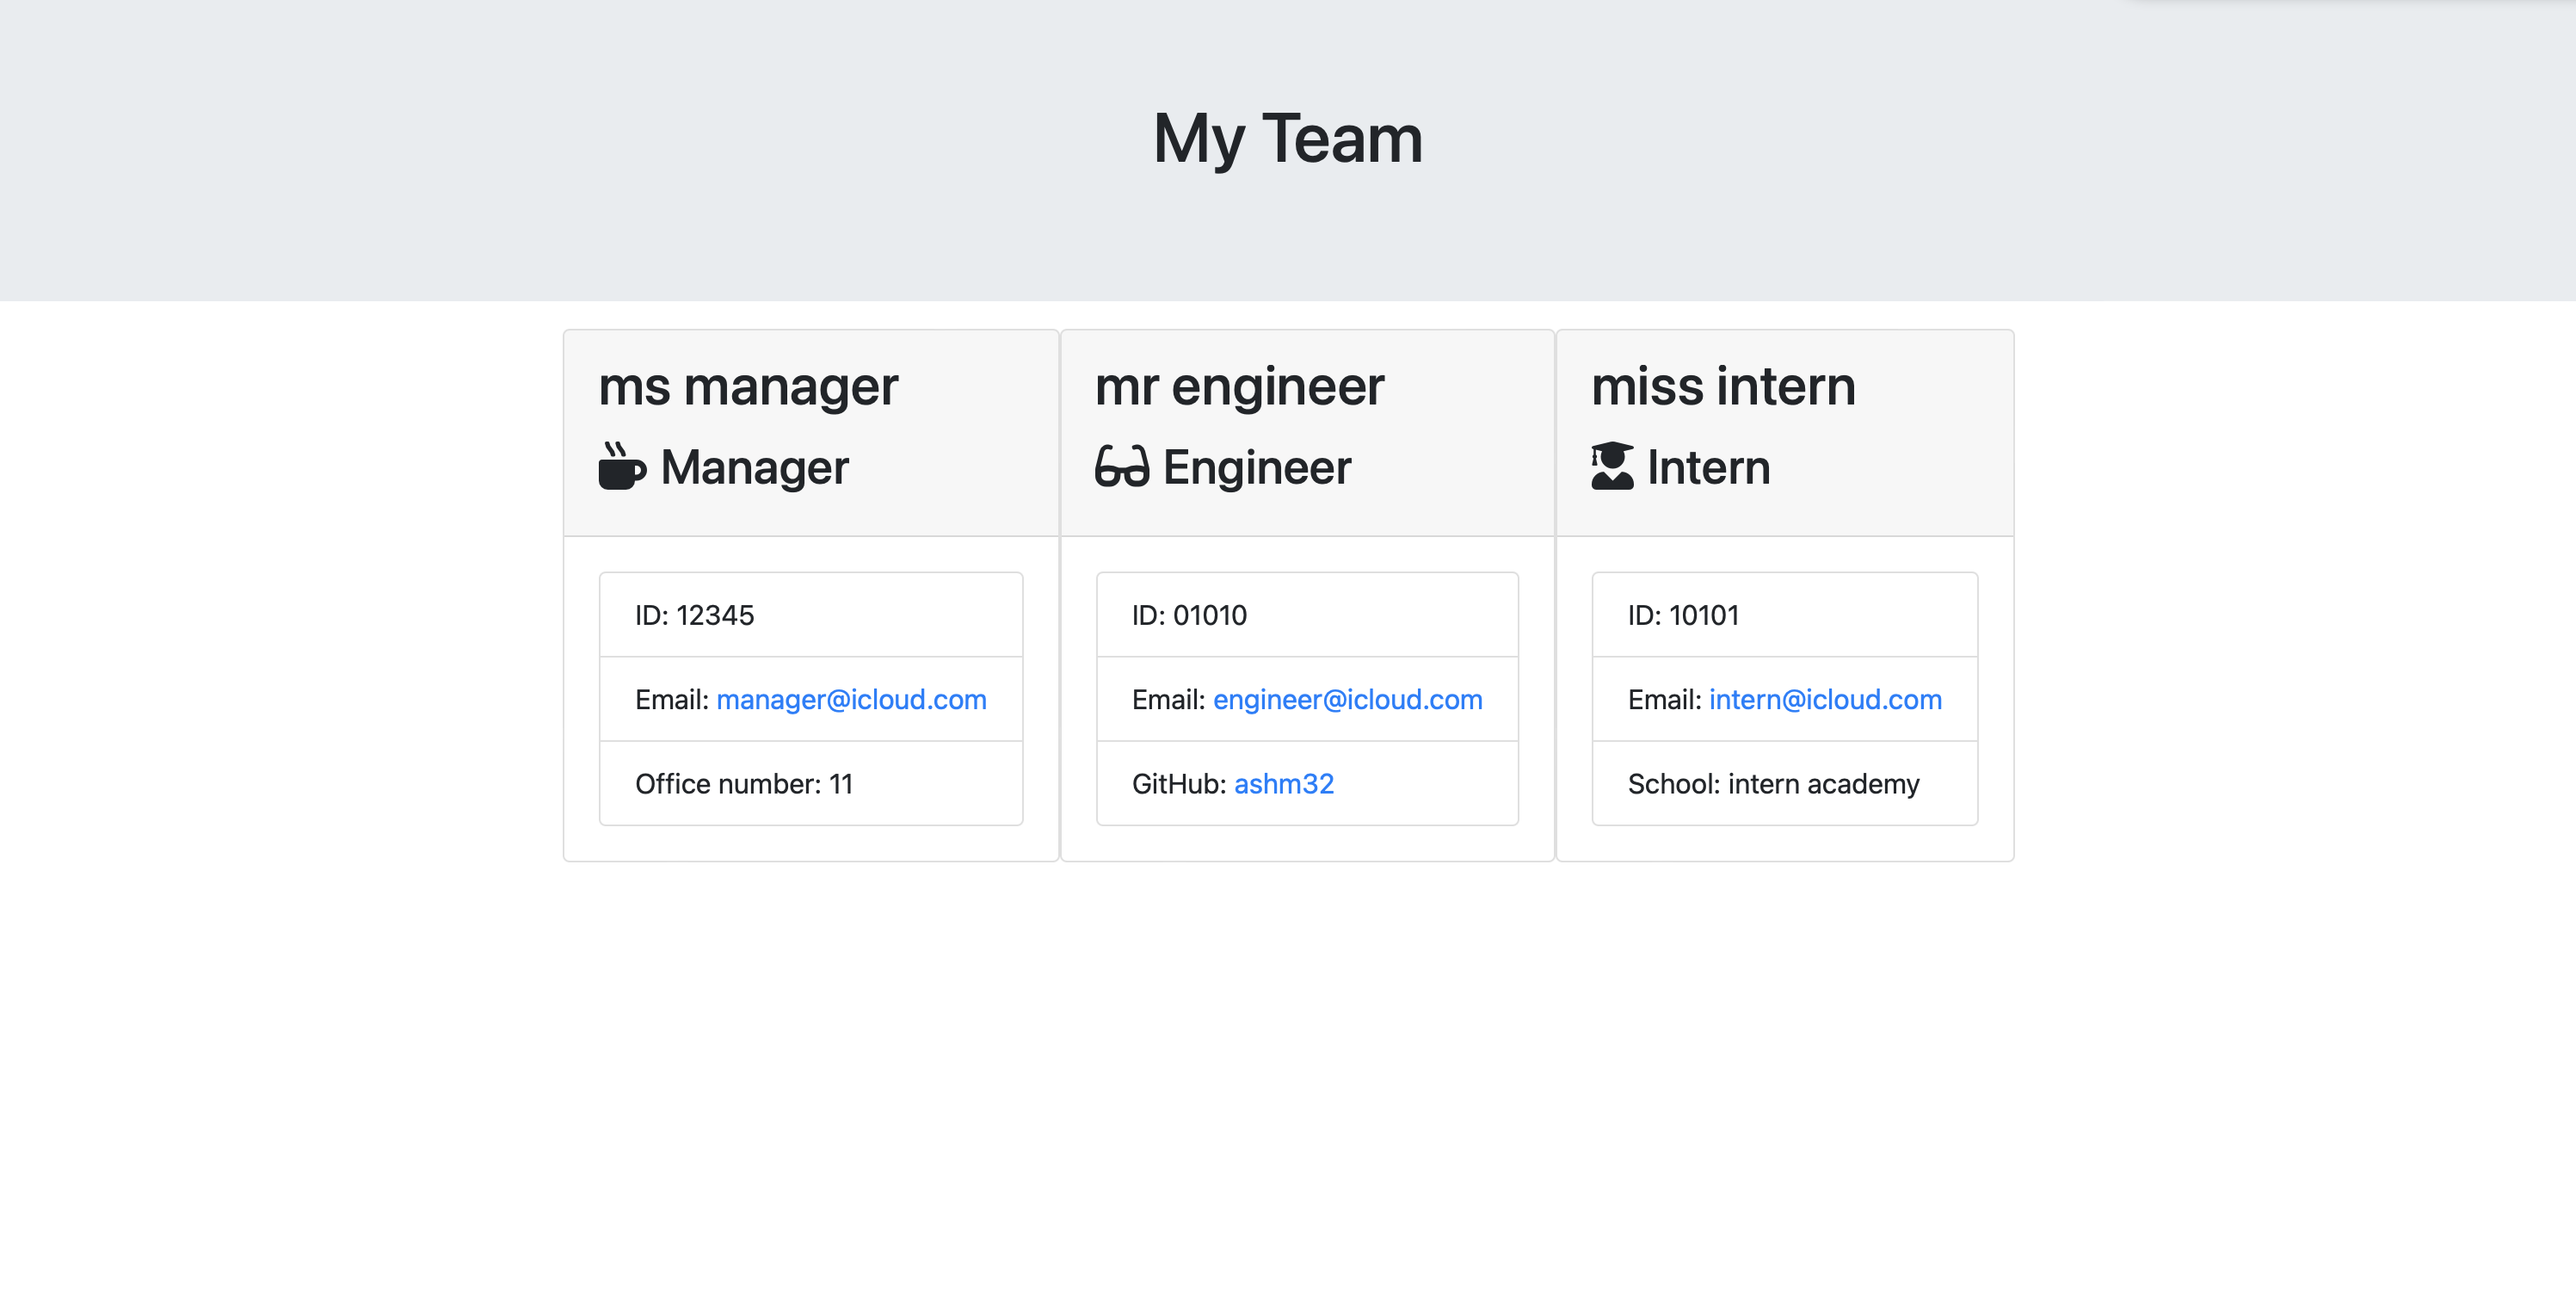 My Team
ms manager
Manager
ID: 12345
Email: manager@icloud.com
Office number: 11
mr engineer
Engineer
ID: 01010
Email: engineer@icloud.com
GitHub: ashm32
miss intern
Intern
ID: 10101
Email: intern@icloud.com
School: intern academy